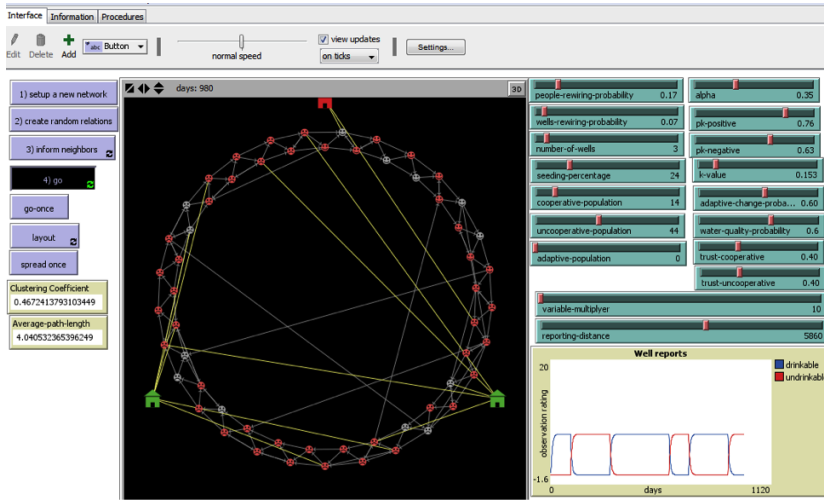 Interface Information Procedures
Edit Delete Add abc Button normal speed view updates on ticks Settings...
days: 980 3D
1) setup a new network
2) create random relations
3) inform neighbors
4) go
go-once
layout
spread once
Clustering Coefficient
0.4672413793103449
Average-path-length
4.040532365396249
people-rewiring-probability 0.17
wells-rewiring-probability 0.07
number-of-wells 3
seeding-percentage 24
cooperative-population 14
uncooperative-population 44
adaptive-population 0
alpha 0.35
pk-positive 0.76
pk-negative 0.63
k-value 0.153
adaptive-change-proba... 0.60
water-quality-probability 0.6
trust-cooperative 0.40
trust-uncooperative 0.40
variable-multiplyer 10
reporting-distance 5860
Well reports
20
observation rating
-1.6
0 days 1120
drinkable
undrinkable